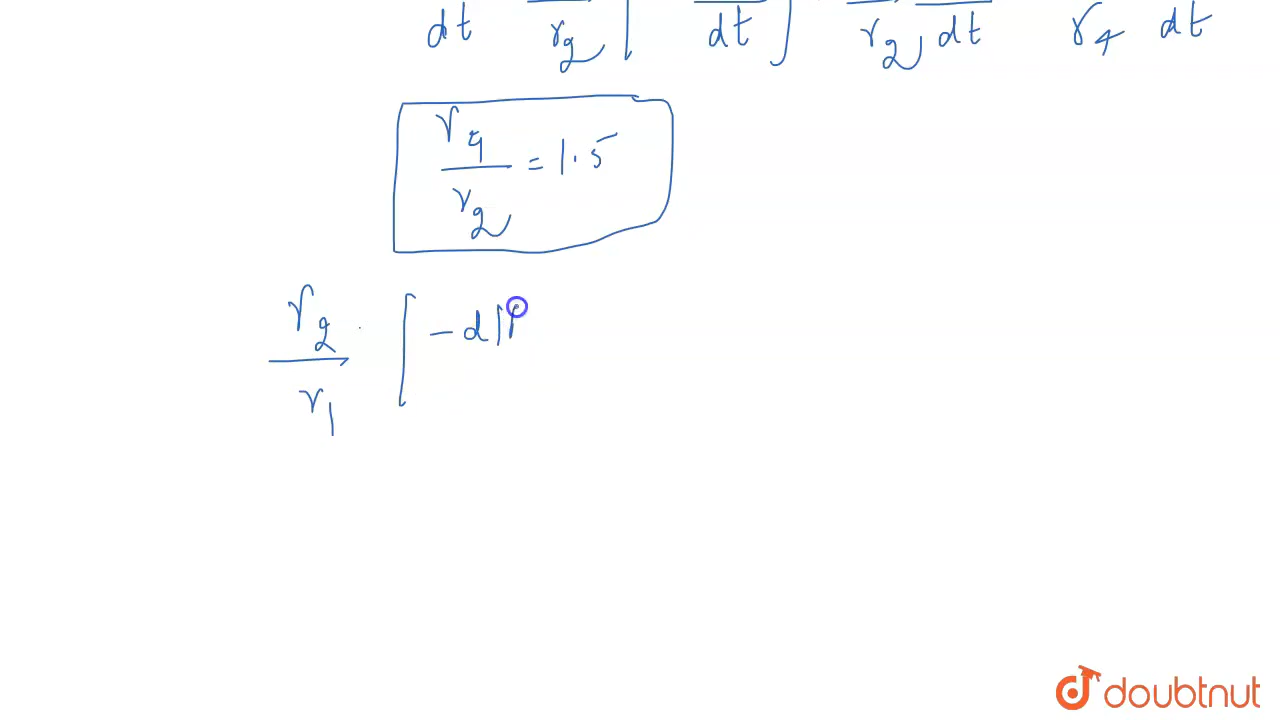 dt r₂ [ dt ] r₂ dt r₄ dt
r₄/r₂ = 1.5
r₂/r₁ · [ - d[P
doubtnut